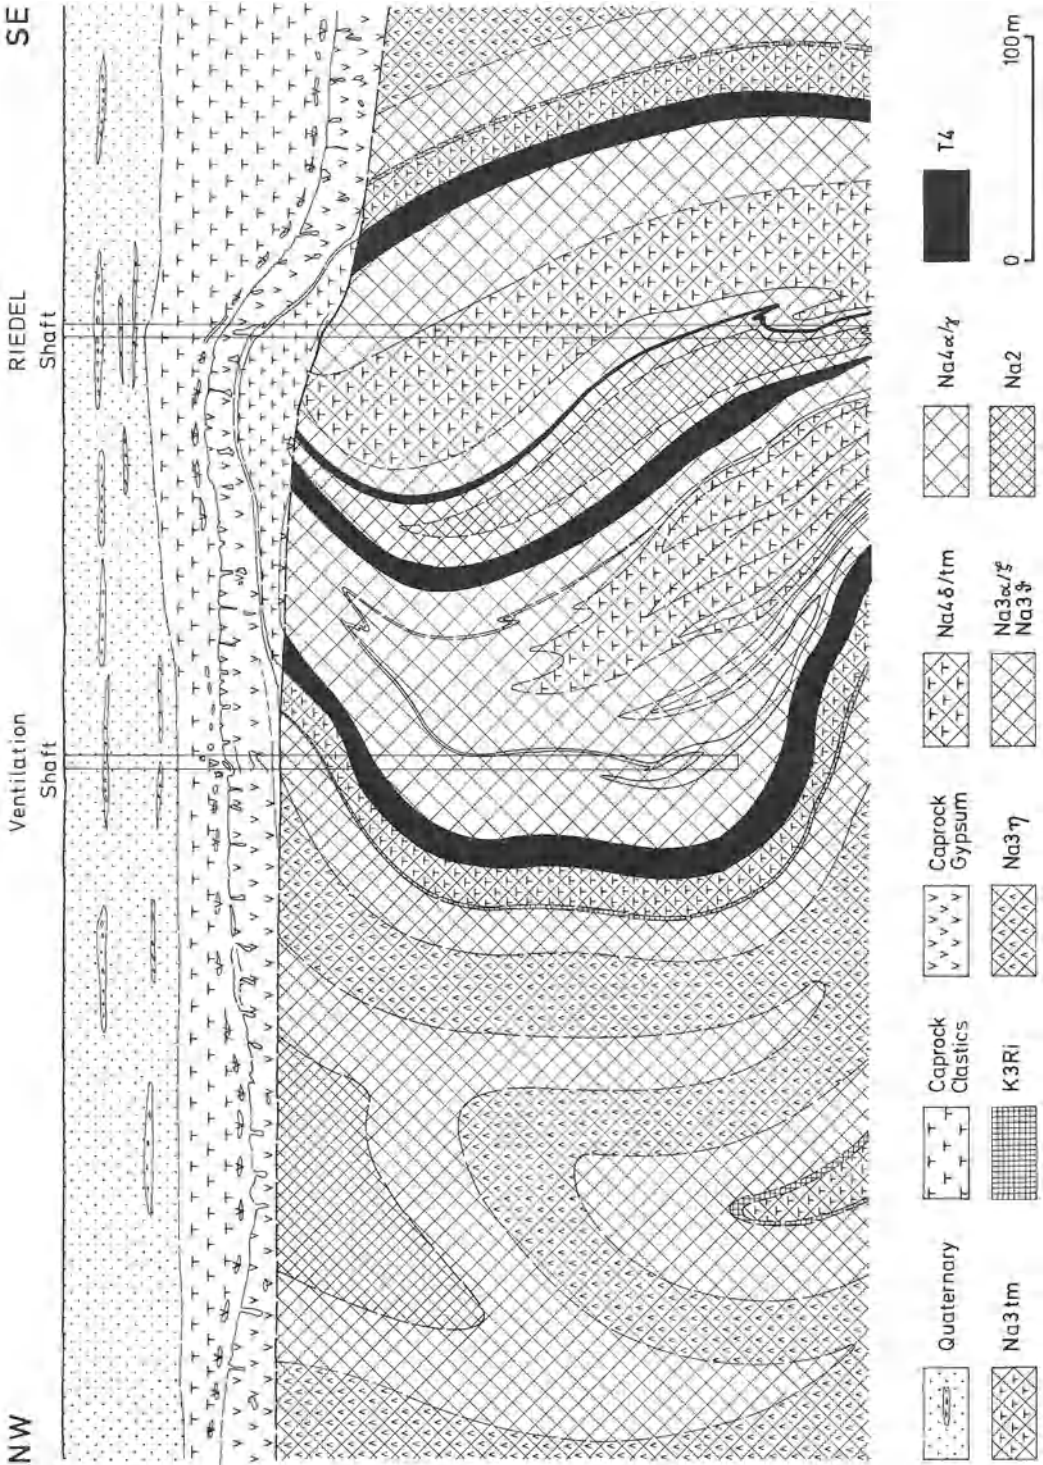 NW
SE
Ventilation
Shaft
RIEDEL
Shaft
Quaternary
Caprock
Clastics
Caprock
Gypsum
Na4δ/tm
Na4α/γ
T4
Na3tm
K3Ri
Na3η
Na3α/ζ
Na3ϑ
Na2
0
100m